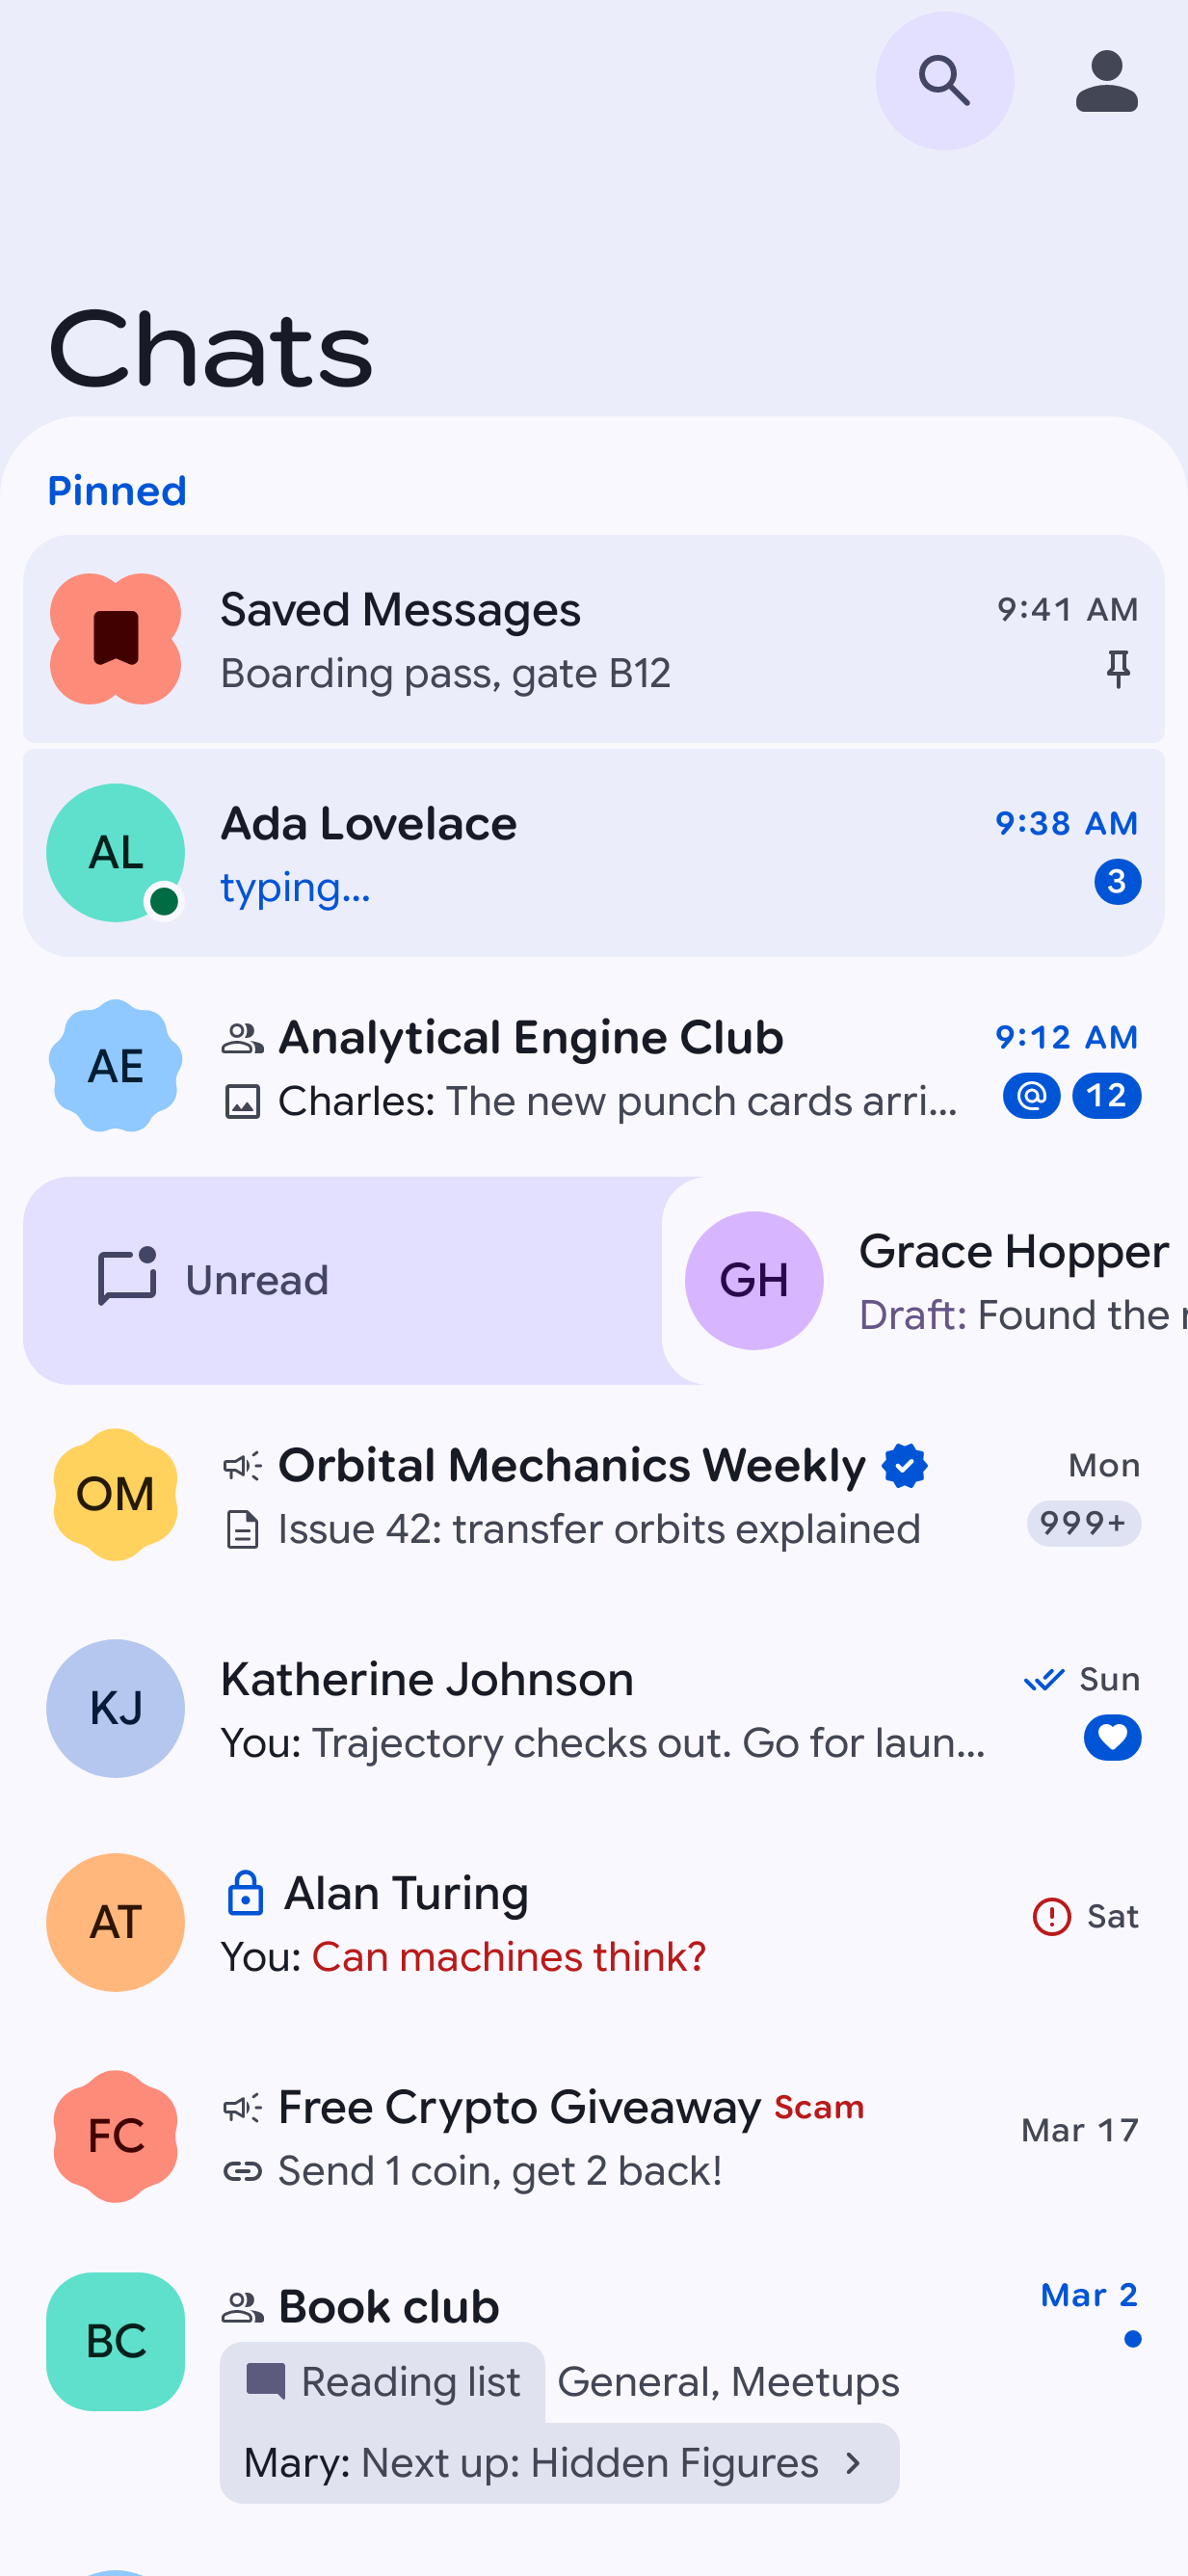 Chats
Pinned
Saved Messages 9:41 AM
Boarding pass, gate B12
AL Ada Lovelace 9:38 AM
typing... 3
AE Analytical Engine Club 9:12 AM
Charles: The new punch cards arri... @ 12
Unread GH Grace Hopper
Draft: Found the
OM Orbital Mechanics Weekly Mon
Issue 42: transfer orbits explained 999+
KJ Katherine Johnson Sun
You: Trajectory checks out. Go for laun...
AT Alan Turing Sat
You: Can machines think?
FC Free Crypto Giveaway Scam Mar 17
Send 1 coin, get 2 back!
BC Book club Mar 2
Reading list General, Meetups
Mary: Next up: Hidden Figures